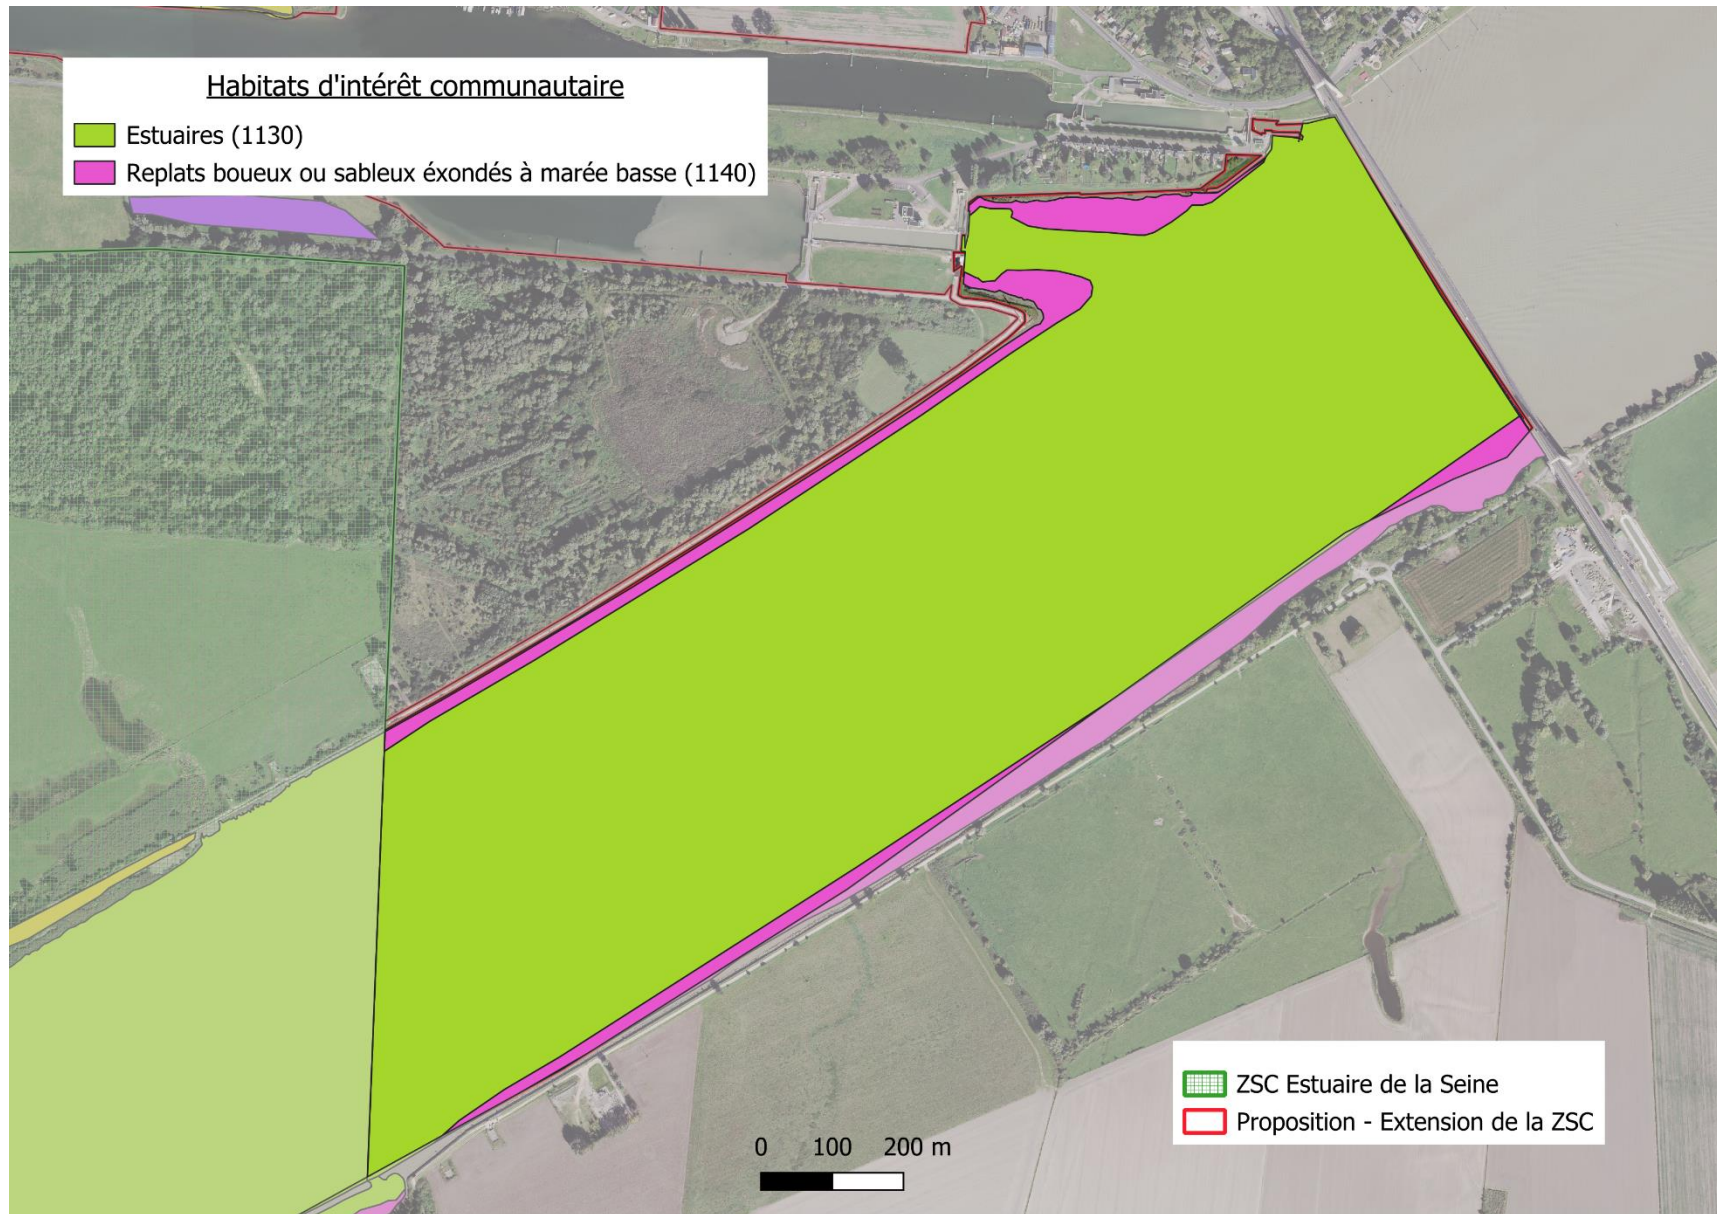 Habitats d'intérêt communautaire
Estuaires (1130)
Replats boueux ou sableux éxondés à marée basse (1140)
ZSC Estuaire de la Seine
Proposition - Extension de la ZSC
0 100 200 m